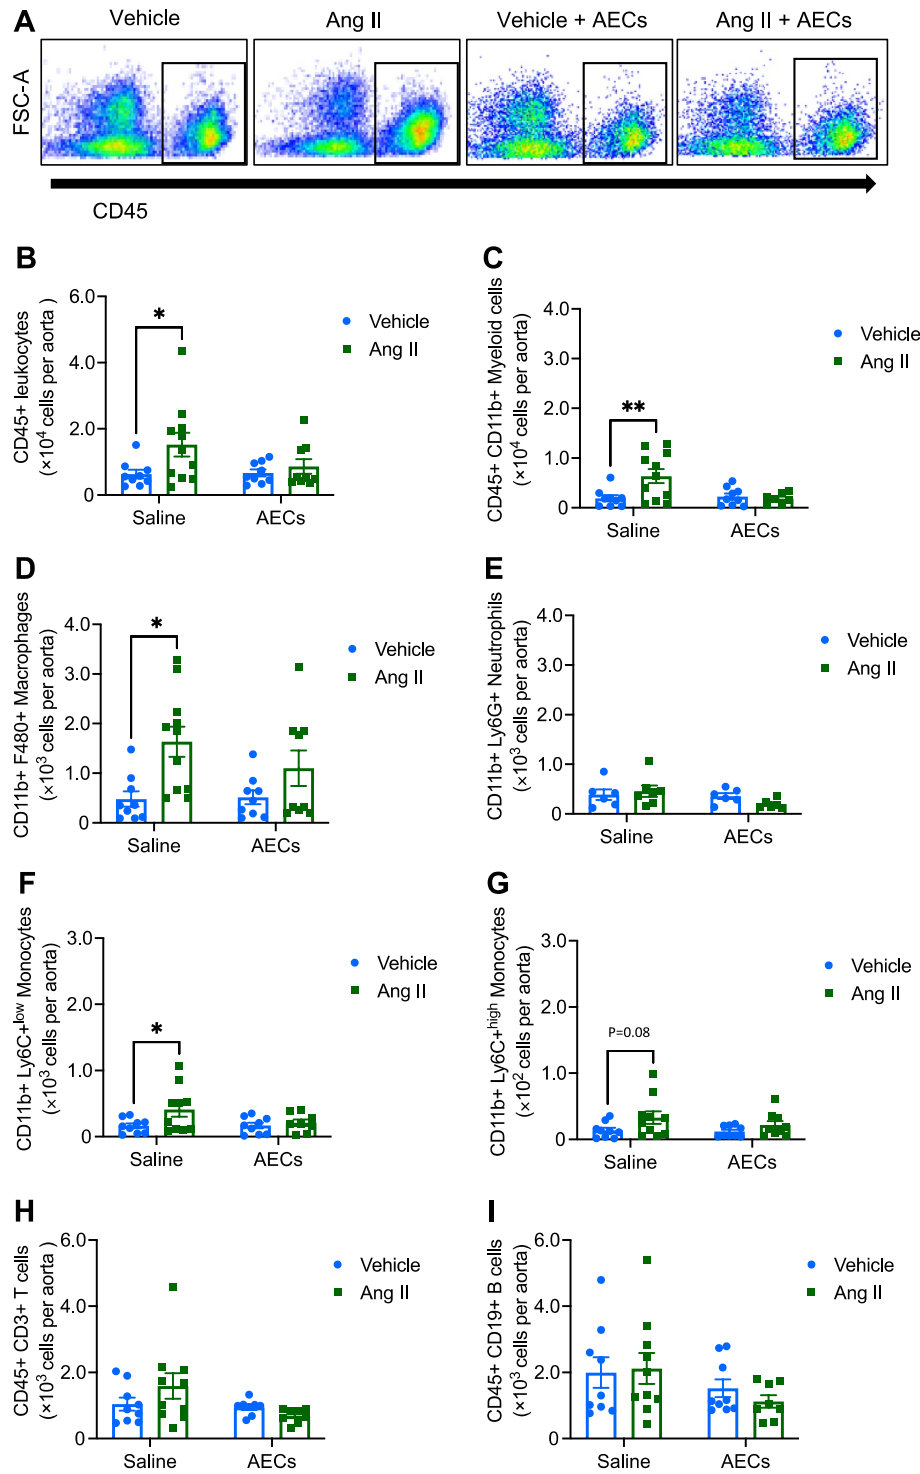 A
Vehicle
Ang II
Vehicle + AECs
Ang II + AECs
FSC-A
CD45
B
CD45+ leukocytes
(×10⁴ cells per aorta )
6.0
4.0
2.0
0
*
Saline
AECs
Vehicle
Ang II
C
CD45+ CD11b+ Myeloid cells
(×10⁴ cells per aorta)
4.0
3.0
2.0
1.0
0
**
Saline
AECs
Vehicle
Ang II
D
CD11b+ F480+ Macrophages
(×10³ cells per aorta)
4.0
3.0
2.0
1.0
0
*
Saline
AECs
Vehicle
Ang II
E
CD11b+ Ly6G+ Neutrophils
(×10³ cells per aorta)
4.0
3.0
2.0
1.0
0
Saline
AECs
Vehicle
Ang II
F
CD11b+ Ly6C+ˡᵒʷ Monocytes
(×10³ cells per aorta)
3.0
2.0
1.0
0
*
Saline
AECs
Vehicle
Ang II
G
CD11b+ Ly6C+ʰⁱᵍʰ Monocytes
(×10² cells per aorta)
3.0
2.0
1.0
0
P=0.08
Saline
AECs
Vehicle
Ang II
H
CD45+ CD3+ T cells
(×10³ cells per aorta)
6.0
4.0
2.0
0
Saline
AECs
Vehicle
Ang II
I
CD45+ CD19+ B cells
(×10³ cells per aorta)
6.0
4.0
2.0
0
Saline
AECs
Vehicle
Ang II